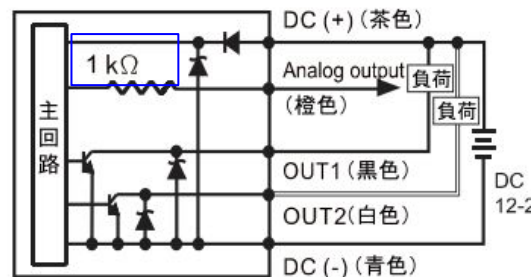 DC (+) (茶色)
1 kΩ
Analog output
(橙色)
負荷
負荷
主回路
OUT1 (黒色)
DC
OUT2 (白色)
DC (-) (青色)